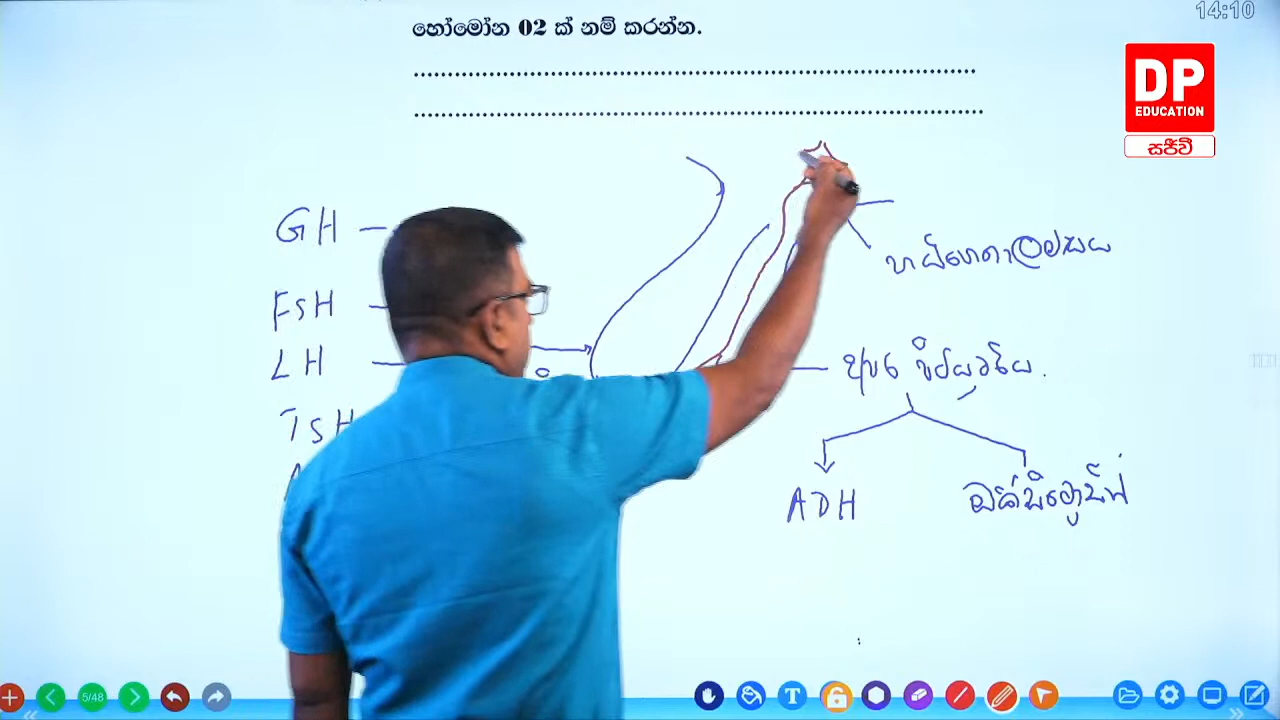 14:10
හෝමෝන 02 ක් නම් කරන්න.
DP
EDUCATION
සජීවී
GH
FSH
LH
TSH
A
හයිපොතැලමසය
අපර පිටියුටරිය.
ADH
ඔක්සිටොසින්
5/48
T